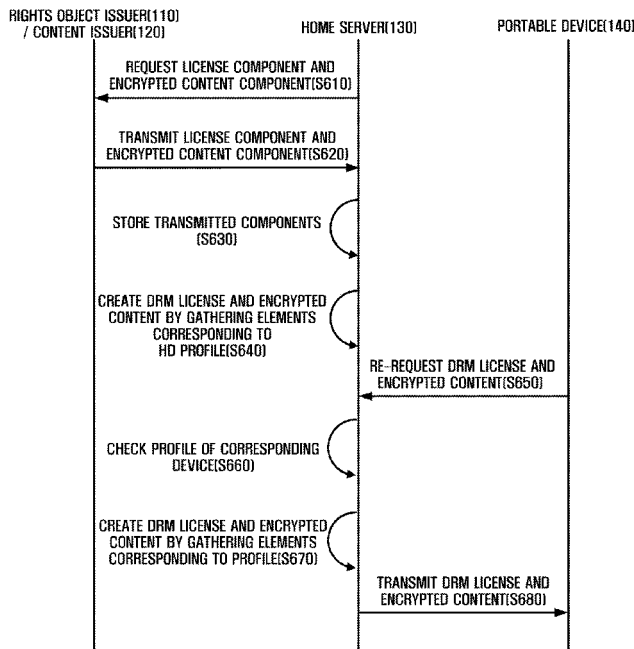 RIGHTS OBJECT ISSUER(110)
/ CONTENT ISSUER(120)
HOME SERVER(130)
PORTABLE DEVICE(140)
REQUEST LICENSE COMPONENT AND
ENCRYPTED CONTENT COMPONENT(S610)
TRANSMIT LICENSE COMPONENT AND
ENCRYPTED CONTENT COMPONENT(S620)
STORE TRANSMITTED COMPONENTS
(S630)
CREATE DRM LICENSE AND ENCRYPTED
CONTENT BY GATHERING ELEMENTS
CORRESPONDING TO
HD PROFILE(S640)
RE-REQUEST DRM LICENSE AND
ENCRYPTED CONTENT(S650)
CHECK PROFILE OF CORRESPONDING
DEVICE(S660)
CREATE DRM LICENSE AND ENCRYPTED
CONTENT BY GATHERING ELEMENTS
CORRESPONDING TO PROFILE(S670)
TRANSMIT DRM LICENSE AND
ENCRYPTED CONTENT(S680)